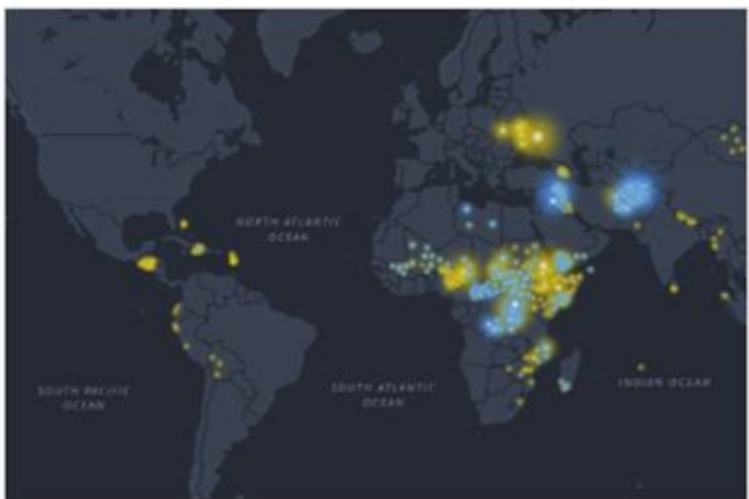 NORTH ATLANTIC
OCEAN
SOUTH PACIFIC
OCEAN
SOUTH ATLANTIC
OCEAN
INDIAN OCEAN